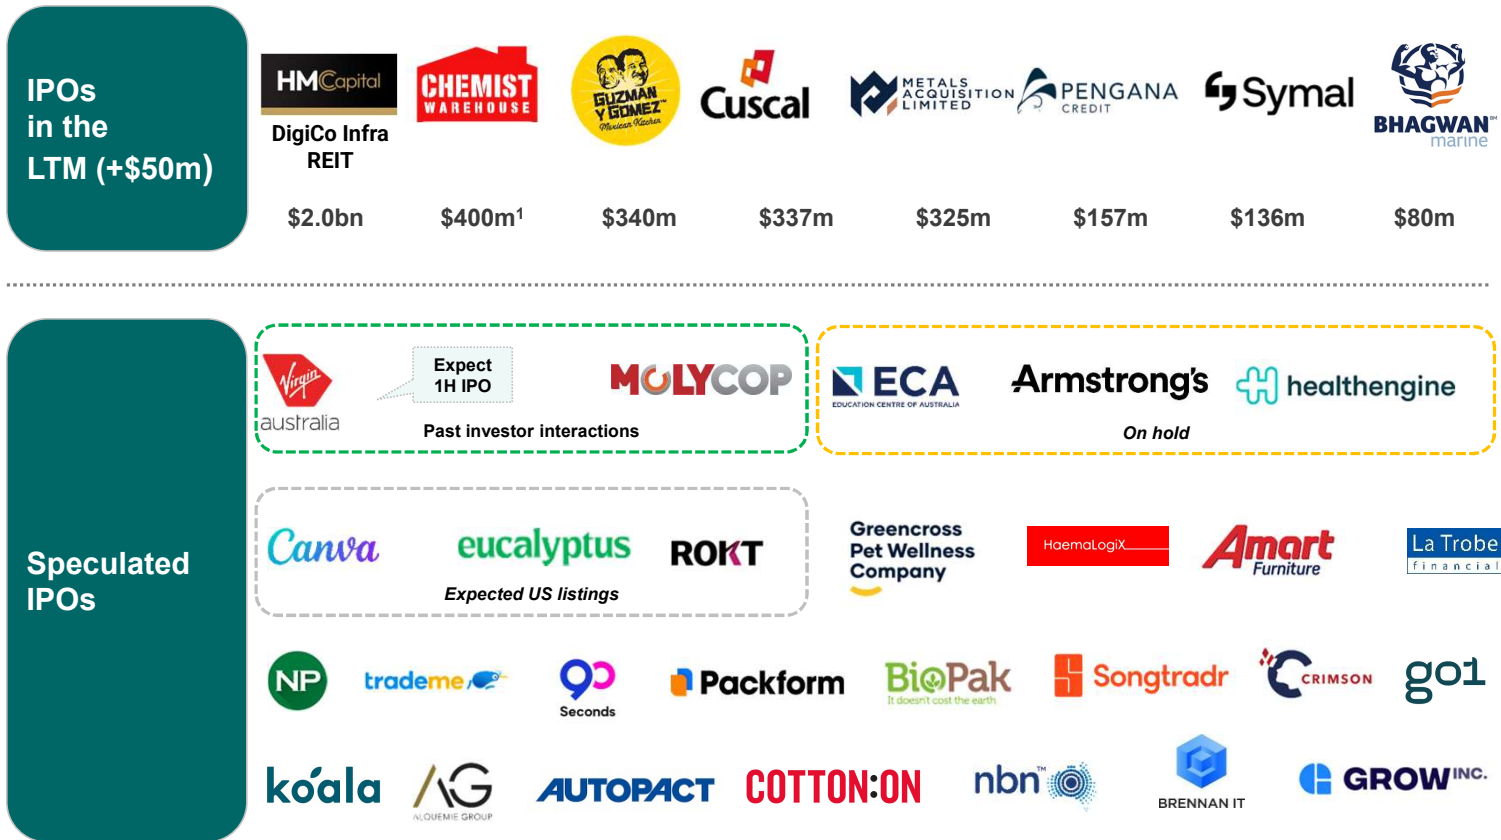 IPOs
in the
LTM (+$50m)
HMCapital
DigiCo Infra
REIT
CHEMIST
WAREHOUSE
GUZMAN
Y GOMEZ™
Mexican Kitchen
Cuscal
METALS
ACQUISITION
LIMITED
PENGANA
CREDIT
Symal
BHAGWAN
marine
$2.0bn
$400m¹
$340m
$337m
$325m
$157m
$136m
$80m
Speculated
IPOs
Virgin
australia
Expect
1H IPO
MOLYCOP
Past investor interactions
ECA
EDUCATION CENTRE OF AUSTRALIA
Armstrong's
healthengine
On hold
Canva
eucalyptus
ROKT
Expected US listings
Greencross
Pet Wellness
Company
HaemaLogiX
Amart
Furniture
La Trobe
financial
NP
trademe
90
Seconds
Packform
BioPak
It doesn't cost the earth
Songtradr
CRIMSON
go1
koala
AG
ALQUEMIE GROUP
AUTOPACT
COTTON:ON
nbn™
BRENNAN IT
GROW INC.